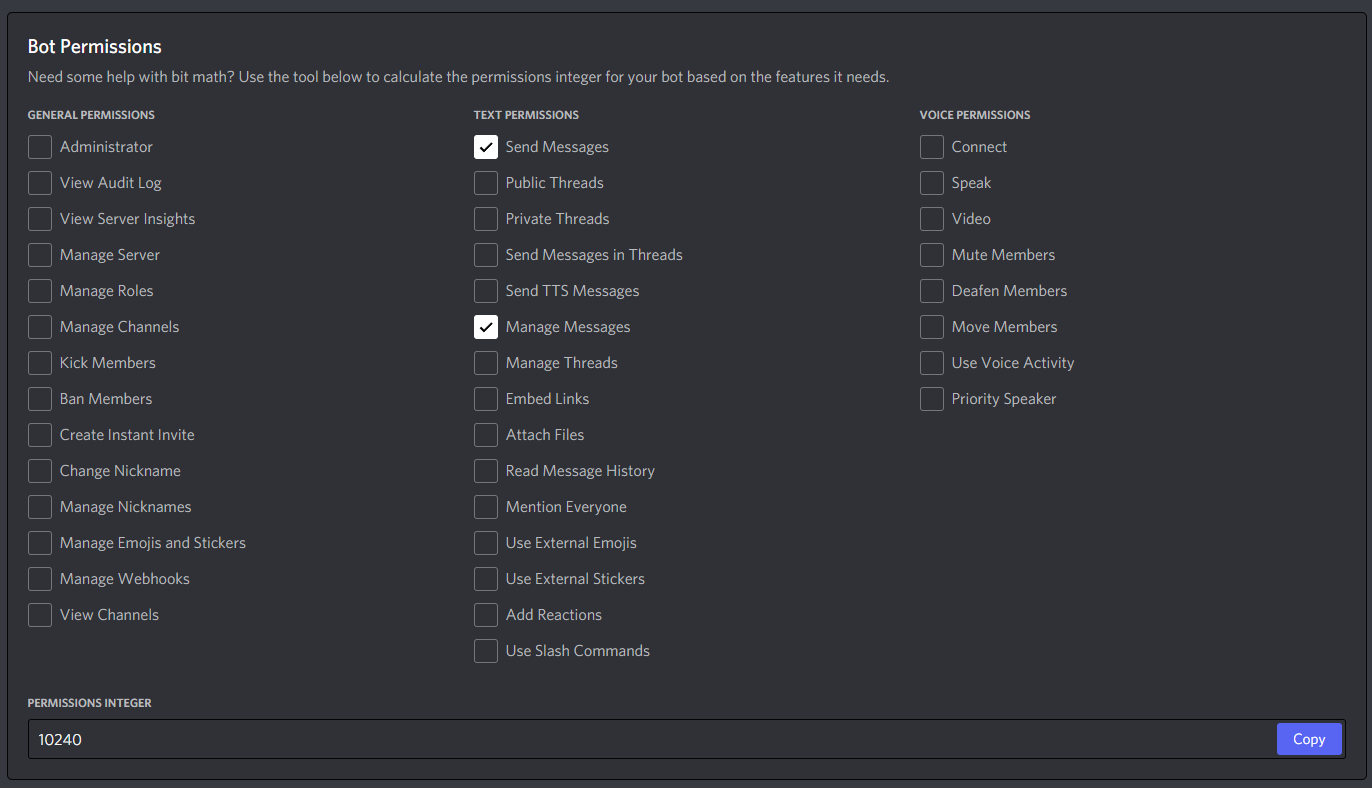 Bot Permissions
Need some help with bit math? Use the tool below to calculate the permissions integer for your bot based on the features it needs.
GENERAL PERMISSIONS
Administrator
View Audit Log
View Server Insights
Manage Server
Manage Roles
Manage Channels
Kick Members
Ban Members
Create Instant Invite
Change Nickname
Manage Nicknames
Manage Emojis and Stickers
Manage Webhooks
View Channels
TEXT PERMISSIONS
Send Messages
Public Threads
Private Threads
Send Messages in Threads
Send TTS Messages
Manage Messages
Manage Threads
Embed Links
Attach Files
Read Message History
Mention Everyone
Use External Emojis
Use External Stickers
Add Reactions
Use Slash Commands
VOICE PERMISSIONS
Connect
Speak
Video
Mute Members
Deafen Members
Move Members
Use Voice Activity
Priority Speaker
PERMISSIONS INTEGER
10240
Copy